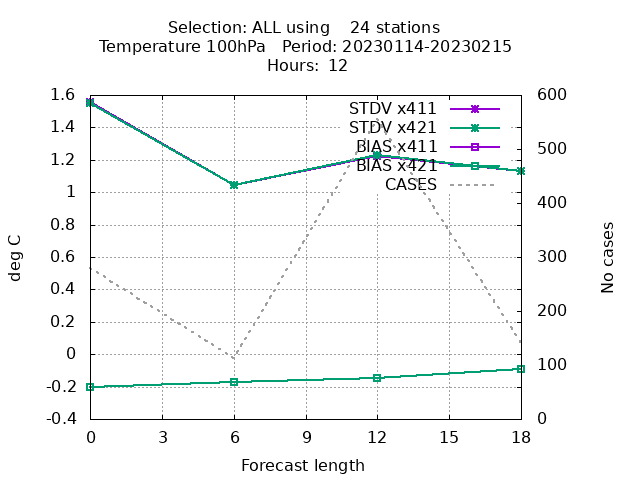 Selection: ALL using    24 stations
Temperature 100hPa   Period: 20230114-20230215
Hours: 12
STDV x411
STDV x421
BIAS x411
BIAS x421
CASES
1.6
1.4
1.2
1
0.8
0.6
0.4
0.2
0
-0.2
-0.4
deg C
600
500
400
300
200
100
0
No cases
0 3 6 9 12 15 18
Forecast length